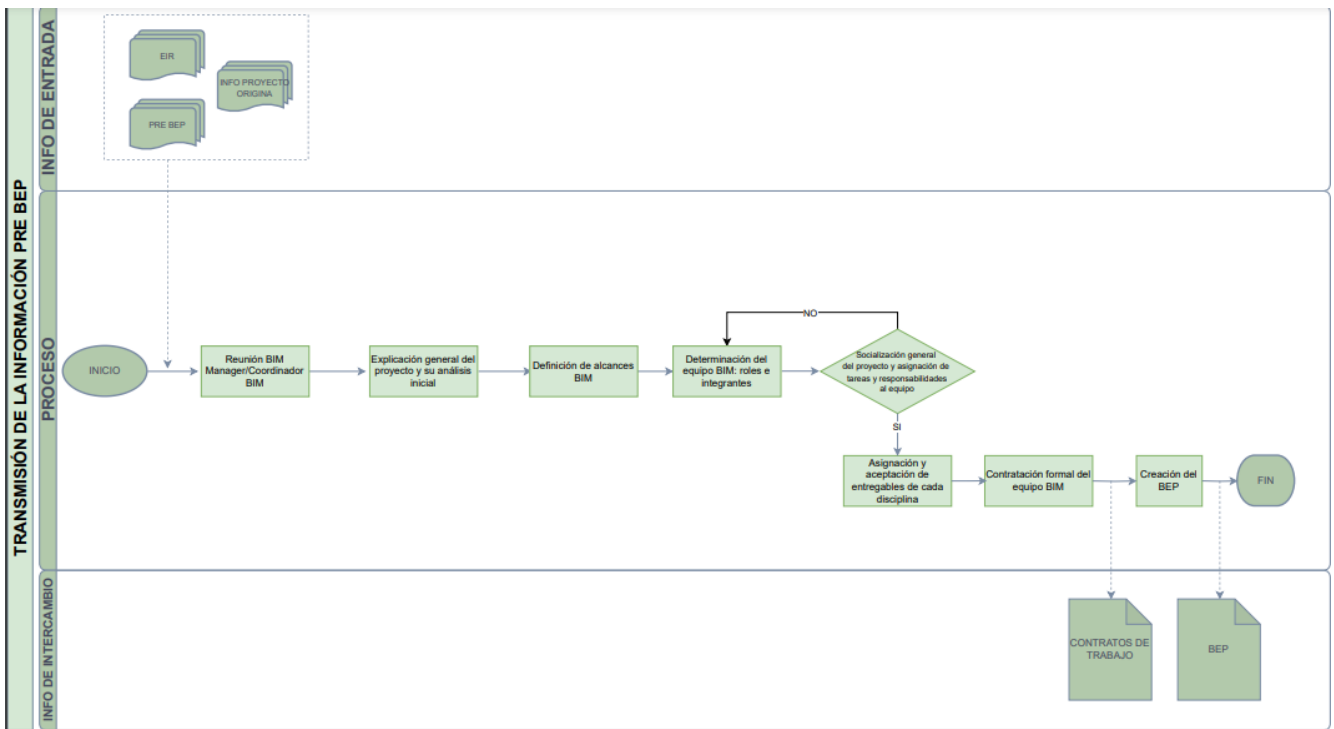 TRANSMISIÓN DE LA INFORMACIÓN PRE BEP
INFO DE ENTRADA
EIR
INFO PROYECTO
ORIGINA
PRE BEP
PROCESO
INICIO
Reunión BIM
Manager/Coordinador
BIM
Explicación general del
proyecto y su análisis
inicial
Definición de alcances
BIM
Determinación del
equipo BIM: roles e
integrantes
NO
Socialización general
del proyecto y asignación de
tareas y responsabilidades
al equipo
SI
Asignación y
aceptación de
entregables de cada
disciplina
Contratación formal del
equipo BIM
Creación del
BEP
FIN
INFO DE INTERCAMBIO
CONTRATOS DE
TRABAJO
BEP